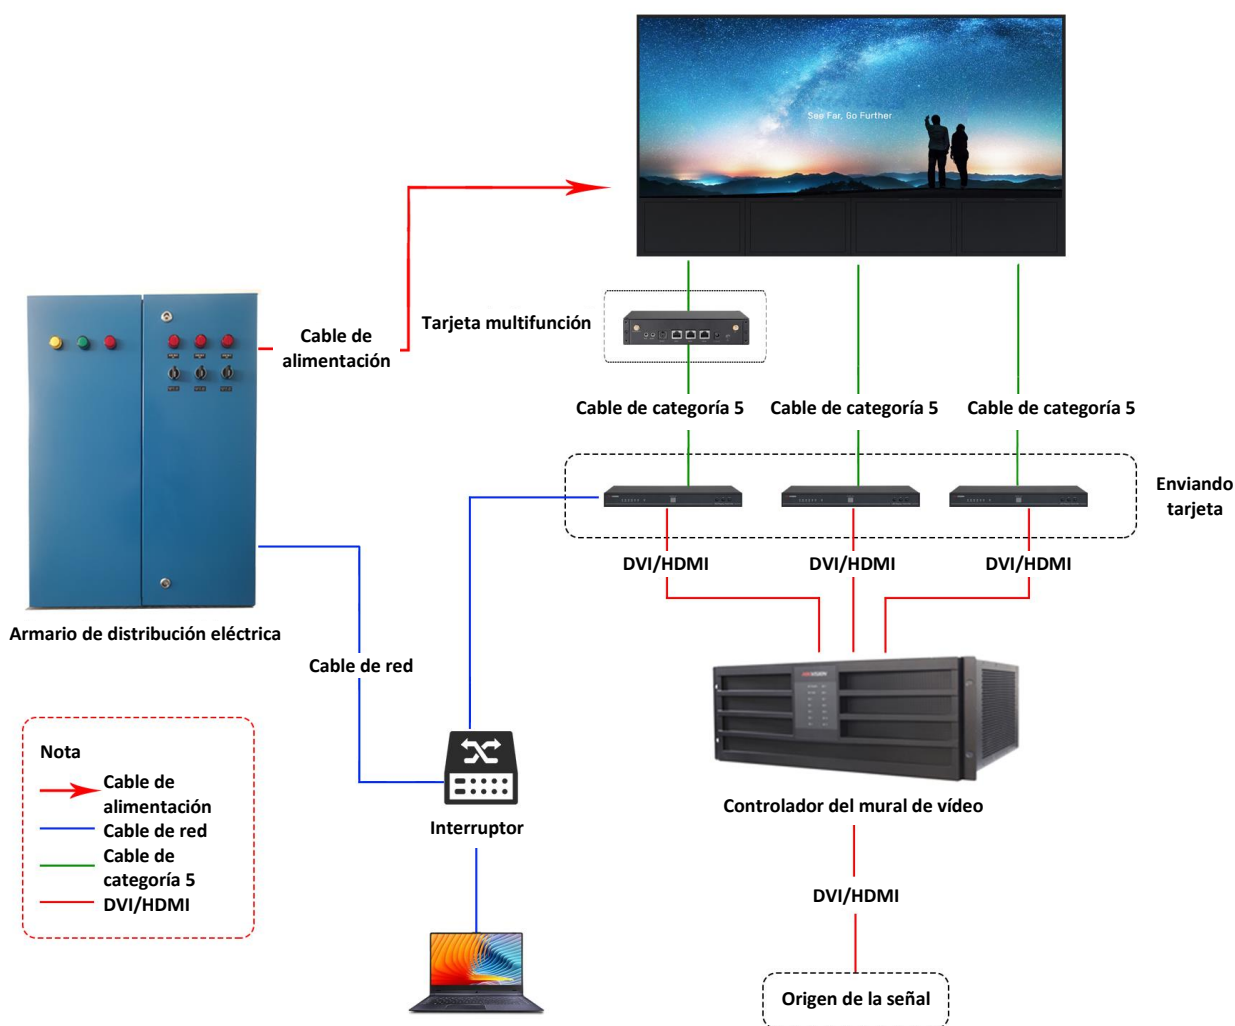 See Far, Go Further
Cable de
alimentación
Tarjeta multifunción
Cable de categoría 5
Cable de categoría 5
Cable de categoría 5
Enviando
tarjeta
DVI/HDMI
DVI/HDMI
DVI/HDMI
Armario de distribución eléctrica
Cable de red
HIKVISION
Controlador del mural de vídeo
Interruptor
DVI/HDMI
Origen de la señal
Nota
Cable de
alimentación
Cable de red
Cable de
categoría 5
DVI/HDMI